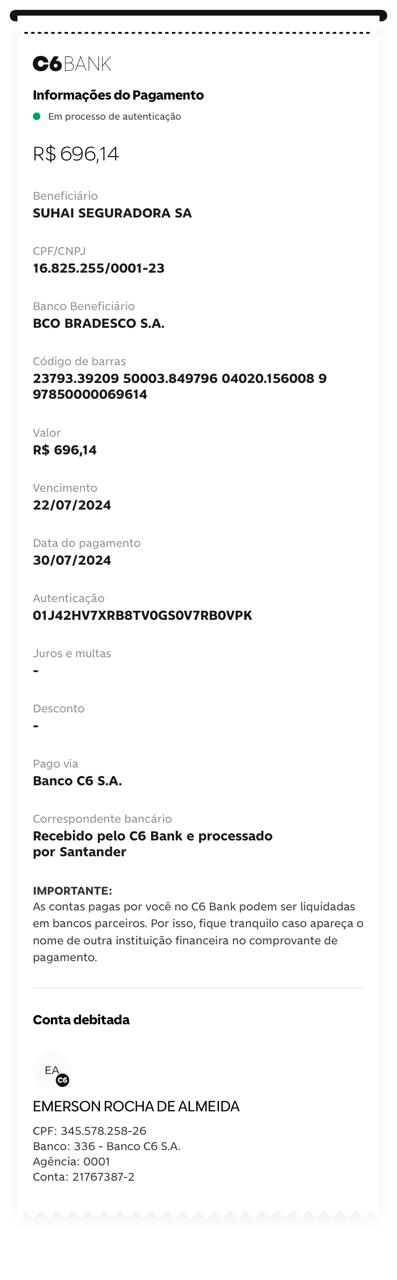 C6BANK
Informações do Pagamento
Em processo de autenticação
R$ 696,14
Beneficiário
SUHAI SEGURADORA SA
CPF/CNPJ
16.825.255/0001-23
Banco Beneficiário
BCO BRADESCO S.A.
Código de barras
23793.39209 50003.849796 04020.156008 9
97850000069614
Valor
R$ 696,14
Vencimento
22/07/2024
Data do pagamento
30/07/2024
Autenticação
01J42HV7XRB8TV0GS0V7RB0VPK
Juros e multas
-
Desconto
-
Pago via
Banco C6 S.A.
Correspondente bancário
Recebido pelo C6 Bank e processado
por Santander
IMPORTANTE:
As contas pagas por você no C6 Bank podem ser liquidadas
em bancos parceiros. Por isso, fique tranquilo caso apareça o
nome de outra instituição financeira no comprovante de
pagamento.
Conta debitada
EA
C6
EMERSON ROCHA DE ALMEIDA
CPF: 345.578.258-26
Banco: 336 - Banco C6 S.A.
Agência: 0001
Conta: 21767387-2